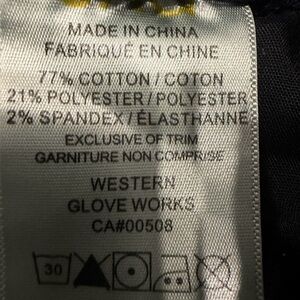 MADE IN CHINA
FABRIQUÉ EN CHINE
77% COTTON / COTON
21% POLYESTER / POLYESTER
2% SPANDEX / ÉLASTHANNE
EXCLUSIVE OF TRIM
GARNITURE NON COMPRISE
WESTERN
GLOVE WORKS
CA#00508
30